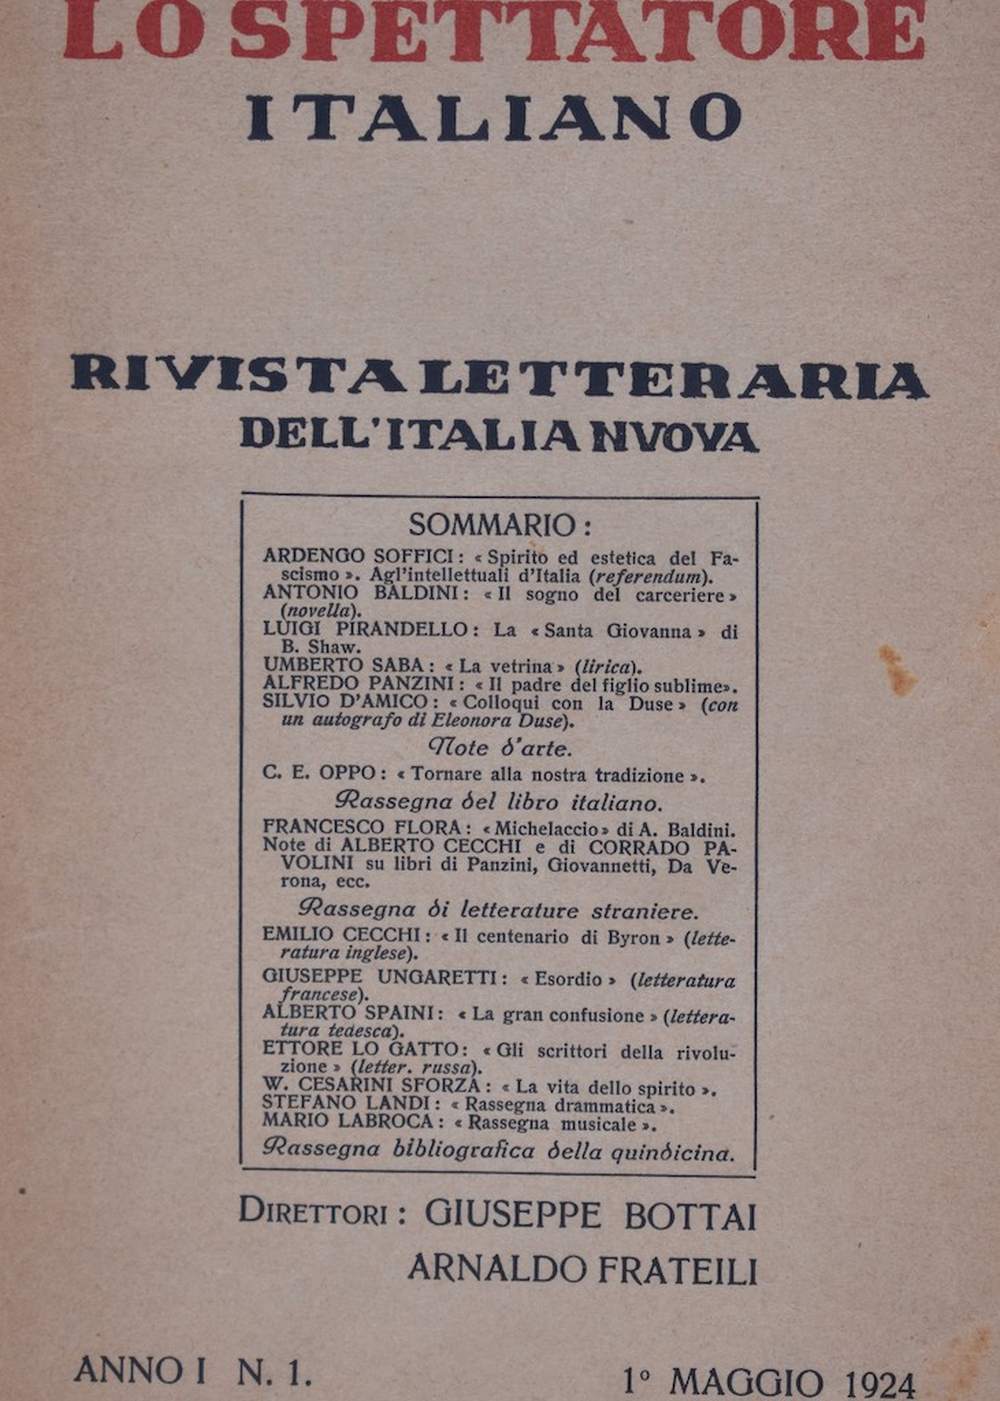 LO SPETTATORE
ITALIANO
RIVISTA LETTERARIA
DELL'ITALIA NVOVA
SOMMARIO :
ARDENGO SOFFICI : « Spirito ed estetica del Fa-
scismo ». Agl'intellettuali d'Italia (referendum).
ANTONIO BALDINI : « Il sogno del carceriere »
(novella).
LUIGI PIRANDELLO : La « Santa Giovanna » di
B. Shaw.
UMBERTO SABA : « La vetrina » (lirica).
ALFREDO PANZINI : « Il padre del figlio sublime».
SILVIO D'AMICO : « Colloqui con la Duse » (con
un autografo di Eleonora Duse).
Note d'arte.
C. E. OPPO : « Tornare alla nostra tradizione ».
Rassegna del libro italiano.
FRANCESCO FLORA : « Michelaccio » di A. Baldini.
Note di ALBERTO CECCHI e di CORRADO PA-
VOLINI su libri di Panzini, Giovannetti, Da Ve-
rona, ecc.
Rassegna di letterature straniere.
EMILIO CECCHI : « Il centenario di Byron » (lette-
ratura inglese).
GIUSEPPE UNGARETTI : « Esordio » (letteratura
francese).
ALBERTO SPAINI : « La gran confusione » (lettera-
tura tedesca).
ETTORE LO GATTO : « Gli scrittori della rivolu-
zione » (letter. russa).
W. CESARINI SFORZA : « La vita dello spirito ».
STEFANO LANDI : « Rassegna drammatica ».
MARIO LABROCA : « Rassegna musicale ».
Rassegna bibliografica della quindicina.
DIRETTORI : GIUSEPPE BOTTAI
ARNALDO FRATEILI
ANNO I N. 1.
1° MAGGIO 1924